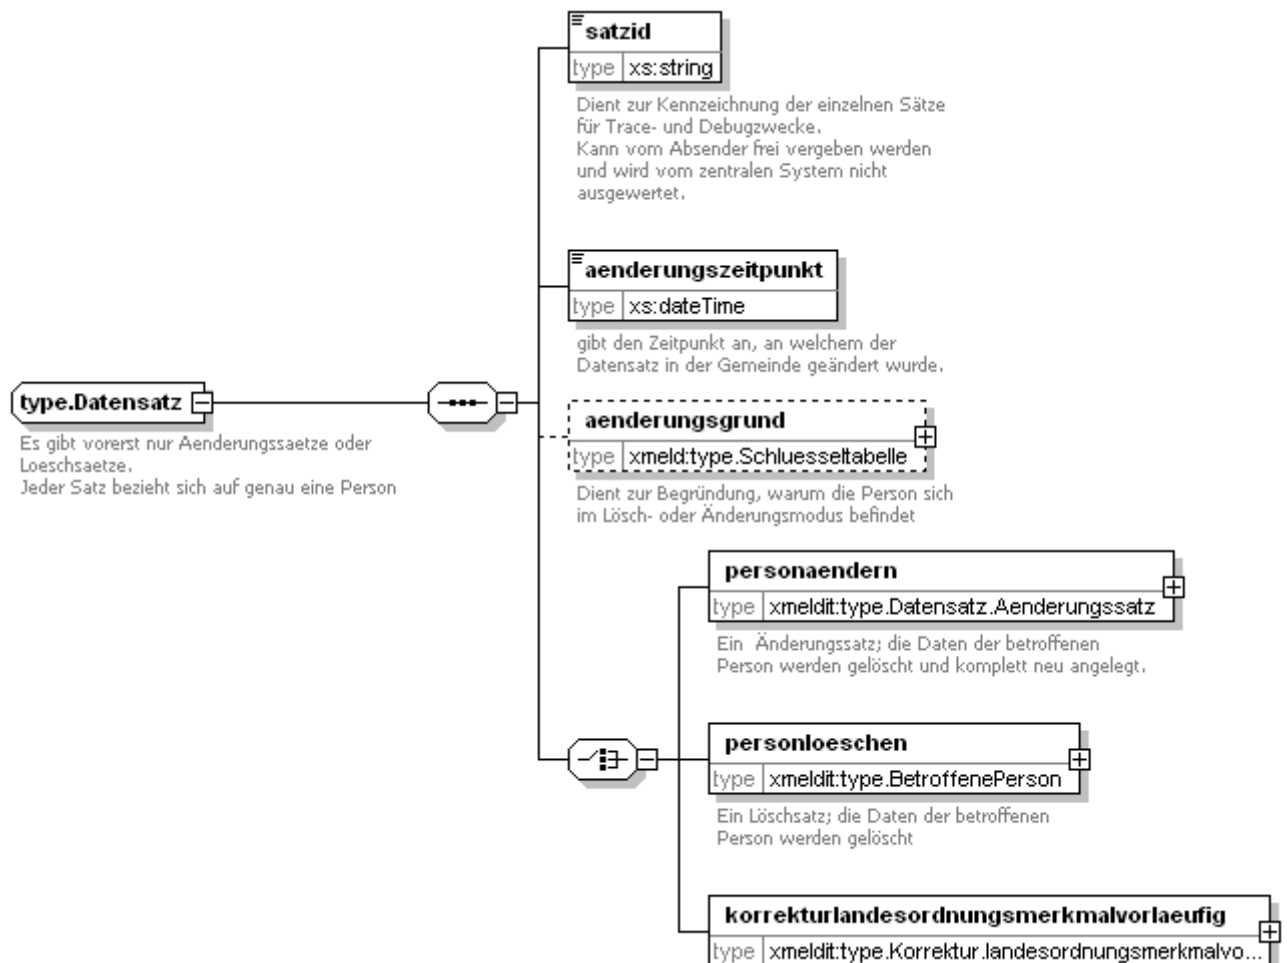 satzid
type xs:string
Dient zur Kennzeichnung der einzelnen Sätze
für Trace- und Debugzwecke.
Kann vom Absender frei vergeben werden
und wird vom zentralen System nicht
ausgewertet.
aenderungszeitpunkt
type xs:dateTime
gibt den Zeitpunkt an, an welchem der
Datensatz in der Gemeinde geändert wurde.
type.Datensatz
Es gibt vorerst nur Aenderungssaetze oder
Loeschsaetze.
Jeder Satz bezieht sich auf genau eine Person
aenderungsgrund
type xmeld:type.Schluesseltabelle
Dient zur Begründung, warum die Person sich
im Lösch- oder Änderungsmodus befindet
personaendern
type xmeldit:type.Datensatz.Aenderungssatz
Ein Änderungssatz; die Daten der betroffenen
Person werden gelöscht und komplett neu angelegt.
personloeschen
type xmeldit:type.BetroffenePerson
Ein Löschsatz; die Daten der betroffenen
Person werden gelöscht
korrekturlandesordnungsmerkmalvorlaeufig
type xmeldit:type.Korrektur.landesordnungsmerkmalvo...